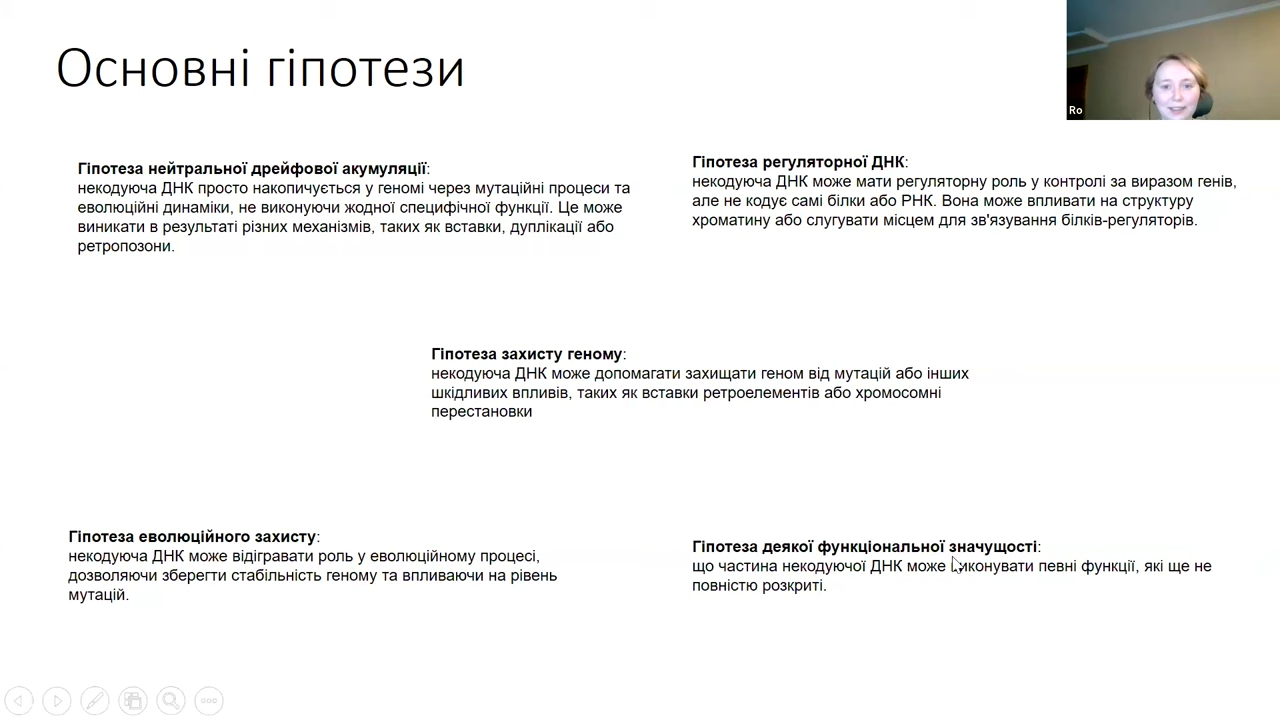 Основні гіпотези
Ro
Гіпотеза нейтральної дрейфової акумуляції:
некодуюча ДНК просто накопичується у геномі через мутаційні процеси та
еволюційні динаміки, не виконуючи жодної специфічної функції. Це може
виникати в результаті різних механізмів, таких як вставки, дуплікації або
ретропозони.
Гіпотеза регуляторної ДНК:
некодуюча ДНК може мати регуляторну роль у контролі за виразом генів,
але не кодує самі білки або РНК. Вона може впливати на структуру
хроматину або слугувати місцем для зв'язування білків-регуляторів.
Гіпотеза захисту геному:
некодуюча ДНК може допомагати захищати геном від мутацій або інших
шкідливих впливів, таких як вставки ретроелементів або хромосомні
перестановки
Гіпотеза еволюційного захисту:
некодуюча ДНК може відігравати роль у еволюційному процесі,
дозволяючи зберегти стабільність геному та впливаючи на рівень
мутацій.
Гіпотеза деякої функціональної значущості:
що частина некодуючої ДНК може виконувати певні функції, які ще не
повністю розкриті.